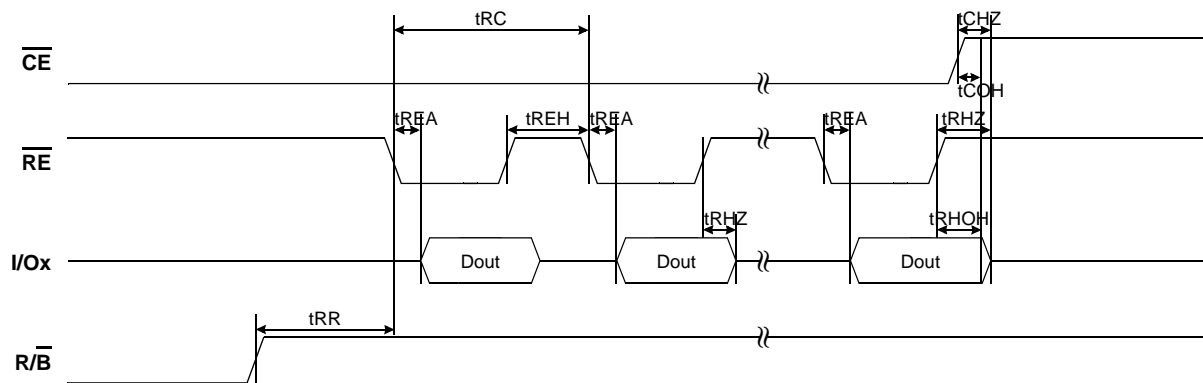 tRC tCHZ
CE
tCOH
tREA tREH tREA tREA tRHZ
RE
tRHZ tRHOH
I/Ox Dout Dout Dout
tRR
R/B